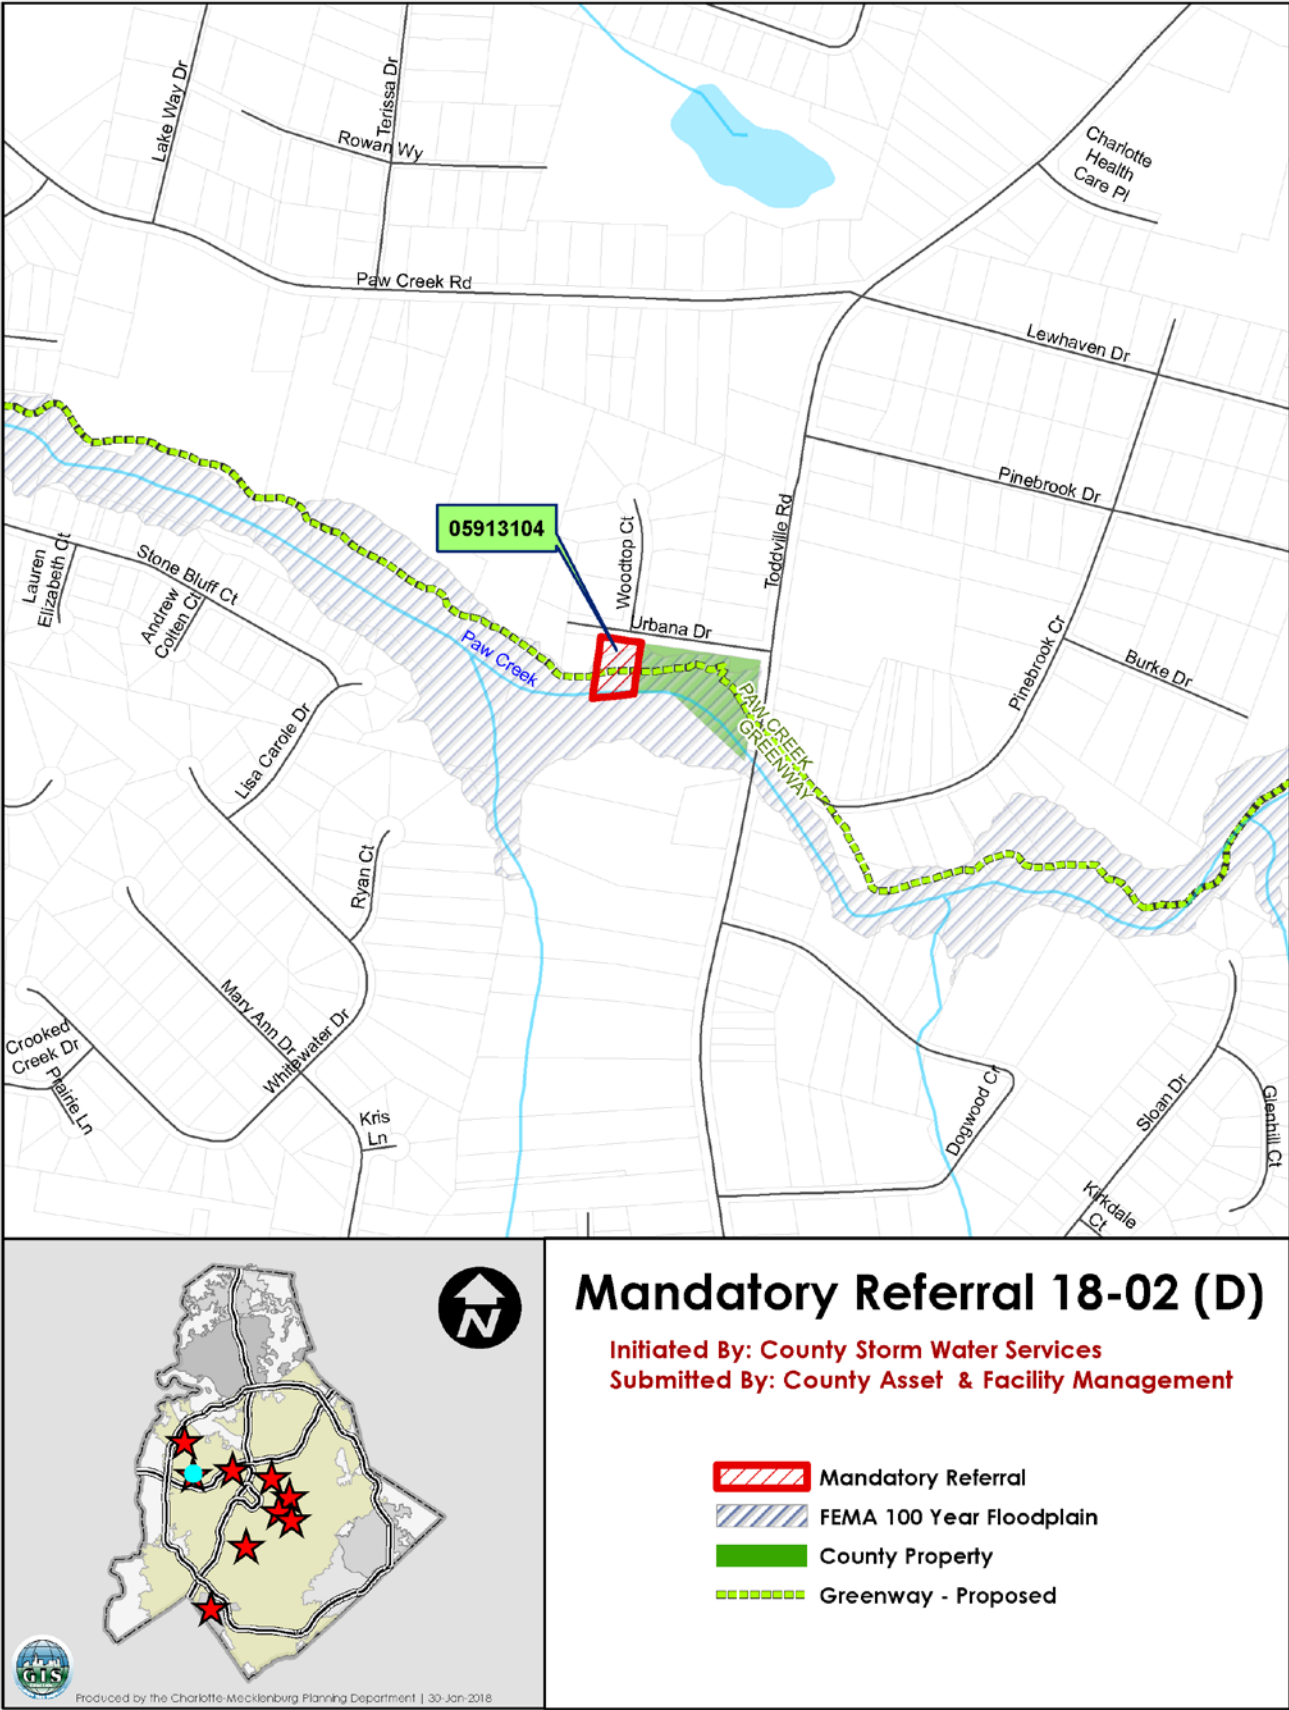 Lake Way Dr
Terissa Dr
Rowan Wy
Charlotte
Health
Care Pl
Paw Creek Rd
Lewhaven Dr
Pinebrook Dr
Toddville Rd
05913104
Woodtop Ct
Urbana Dr
Lauren
Elizabeth Ct
Stone Bluff Ct
Andrew
Colten Ct
Paw Creek
Pinebrook Cr
Burke Dr
PAW CREEK
GREENWAY
Lisa Carole Dr
Ryan Ct
Mary Ann Dr
Whitewater Dr
Crooked
Creek Dr
Prairie Ln
Kris
Ln
Dogwood Cr
Sloan Dr
Glenhill Ct
Kirkdale
Ct
N
Mandatory Referral 18-02 (D)
Initiated By: County Storm Water Services
Submitted By: County Asset & Facility Management
Mandatory Referral
FEMA 100 Year Floodplain
County Property
Greenway - Proposed
GIS
Produced by the Charlotte-Mecklenburg Planning Department | 30-Jan-2018